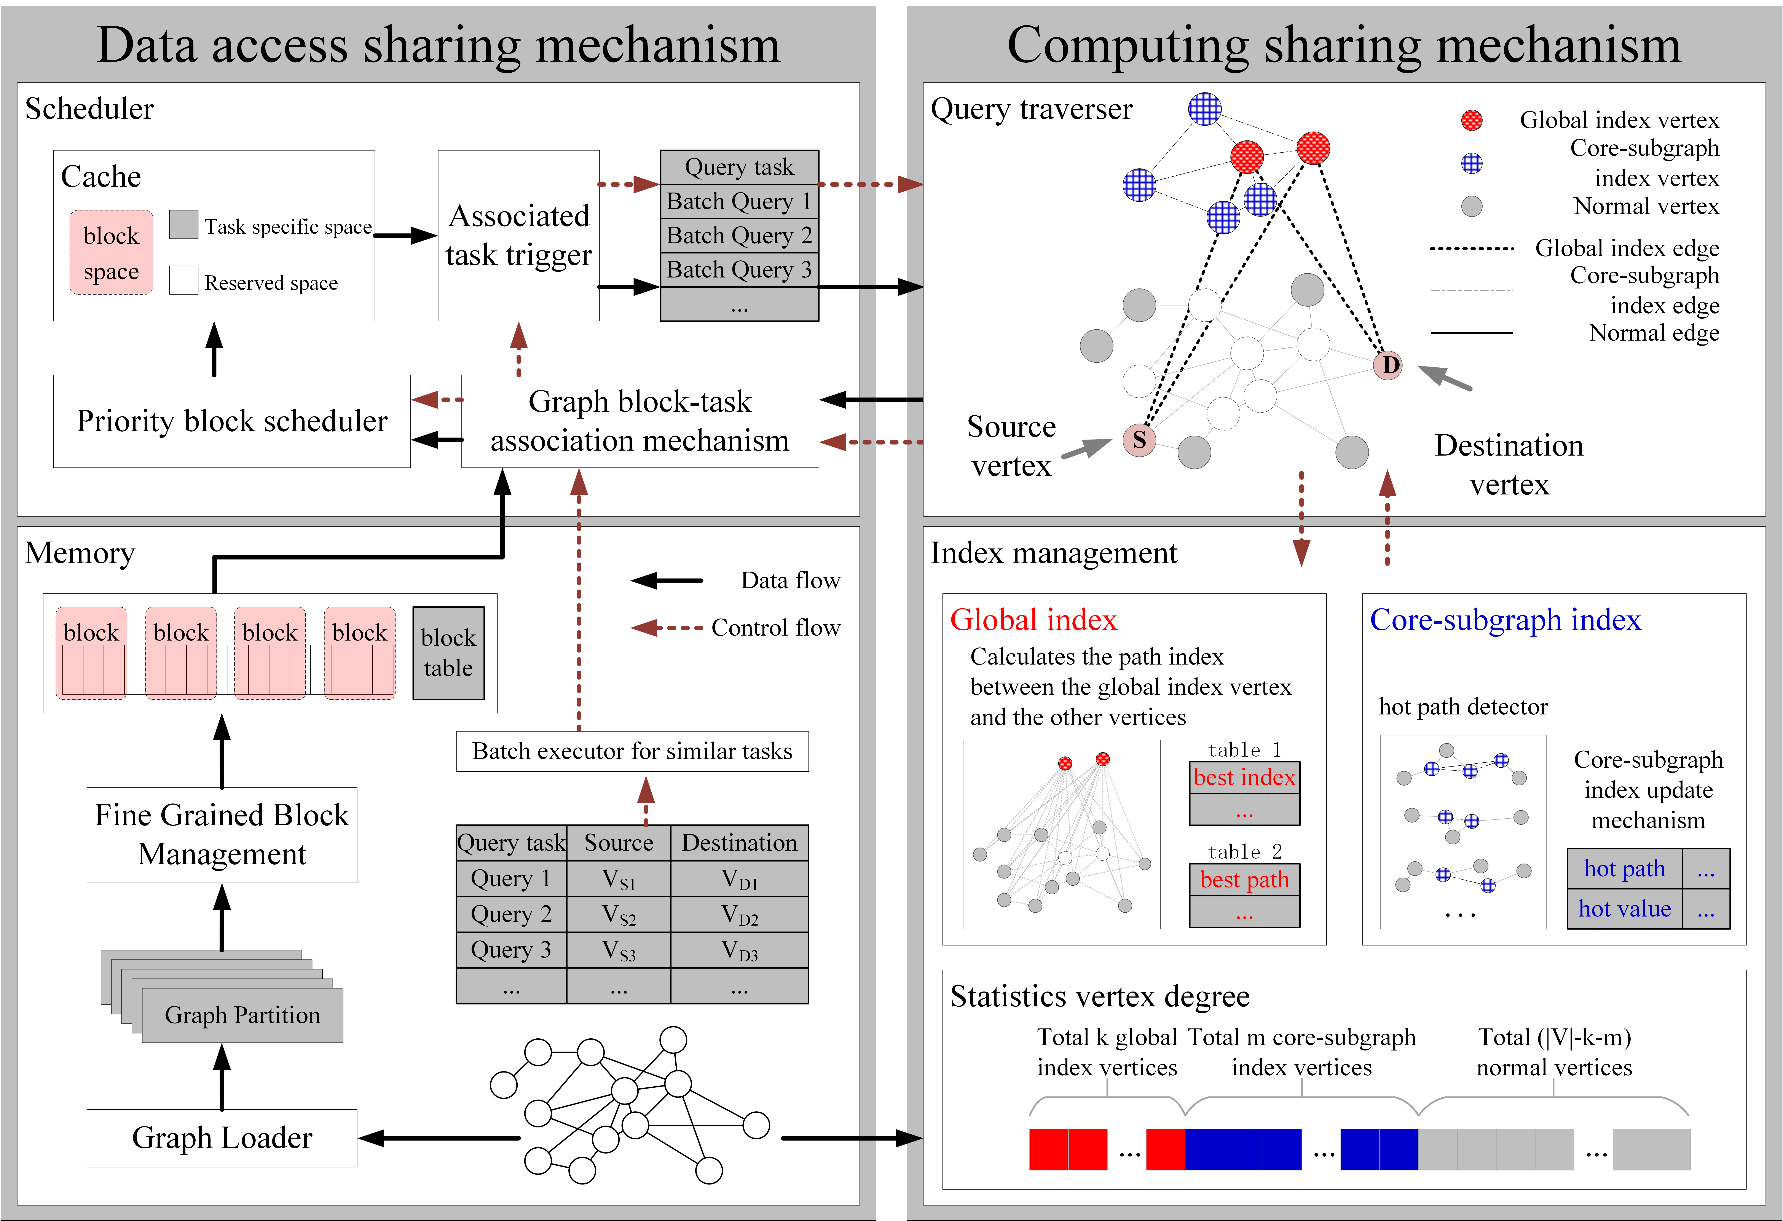 Data access sharing mechanism
Scheduler
Cache
block
space
Task specific space
Reserved space
Associated
task trigger
Query task
Batch Query 1
Batch Query 2
Batch Query 3
...
Priority block scheduler
Graph block-task
association mechanism
Memory
block
block
block
block
block
table
Data flow
Control flow
Batch executor for similar tasks
Fine Grained Block
Management
Query task Source Destination
Query 1 VS1 VD1
Query 2 VS2 VD2
Query 3 VS3 VD3
... ... ...
Graph Partition
Graph Loader
Computing sharing mechanism
Query traverser
Global index vertex
Core-subgraph
index vertex
Normal vertex
Global index edge
Core-subgraph
index edge
Normal edge
D
S
Source
vertex
Destination
vertex
Index management
Global index
Calculates the path index
between the global index vertex
and the other vertices
table 1
best index
...
table 2
best path
...
Core-subgraph index
hot path detector
...
Core-subgraph
index update
mechanism
hot path ...
hot value ...
Statistics vertex degree
Total k global
index vertices
Total m core-subgraph
index vertices
Total (|V|-k-m)
normal vertices
... ... ...